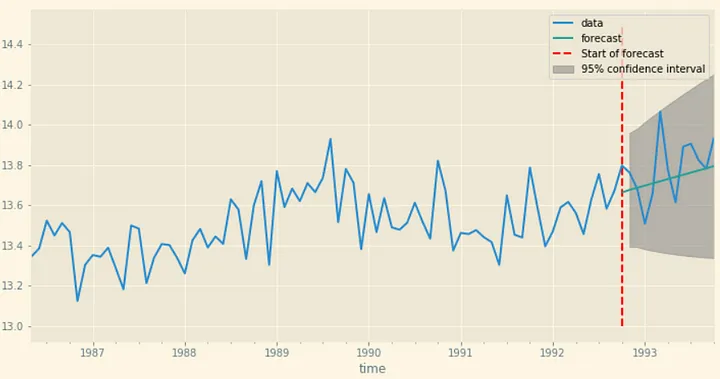 data
forecast
Start of forecast
95% confidence interval
14.4
14.2
14.0
13.8
13.6
13.4
13.2
13.0
1987 1988 1989 1990 1991 1992 1993
time